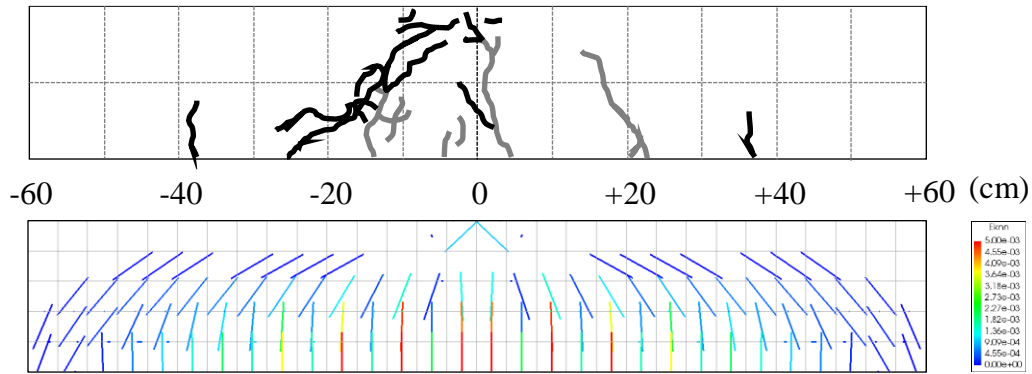 -60 -40 -20 0 +20 +40 +60 (cm)
Eknn
5.00e-03
4.55e-03
4.09e-03
3.64e-03
3.18e-03
2.73e-03
2.27e-03
1.82e-03
1.36e-03
9.09e-04
4.55e-04
0.00e+00